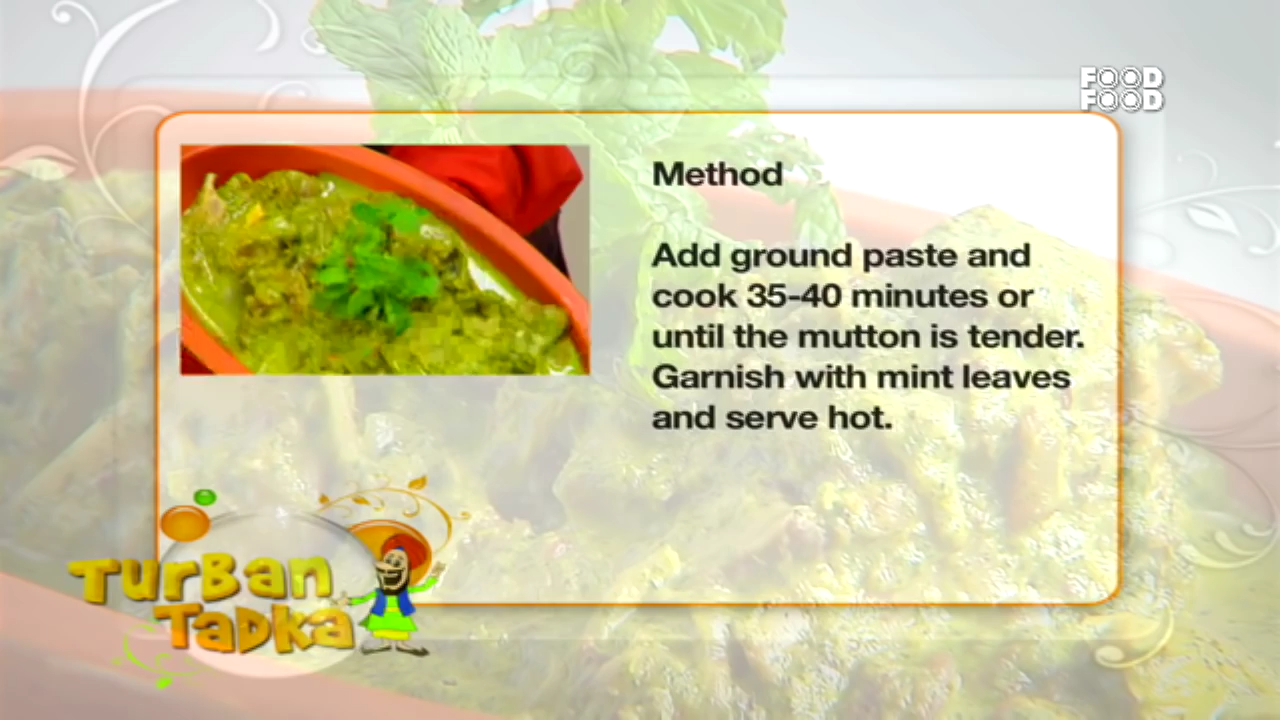 FOOD
FOOD
Method
Add ground paste and
cook 35-40 minutes or
until the mutton is tender.
Garnish with mint leaves
and serve hot.
TURBAN
TADKA